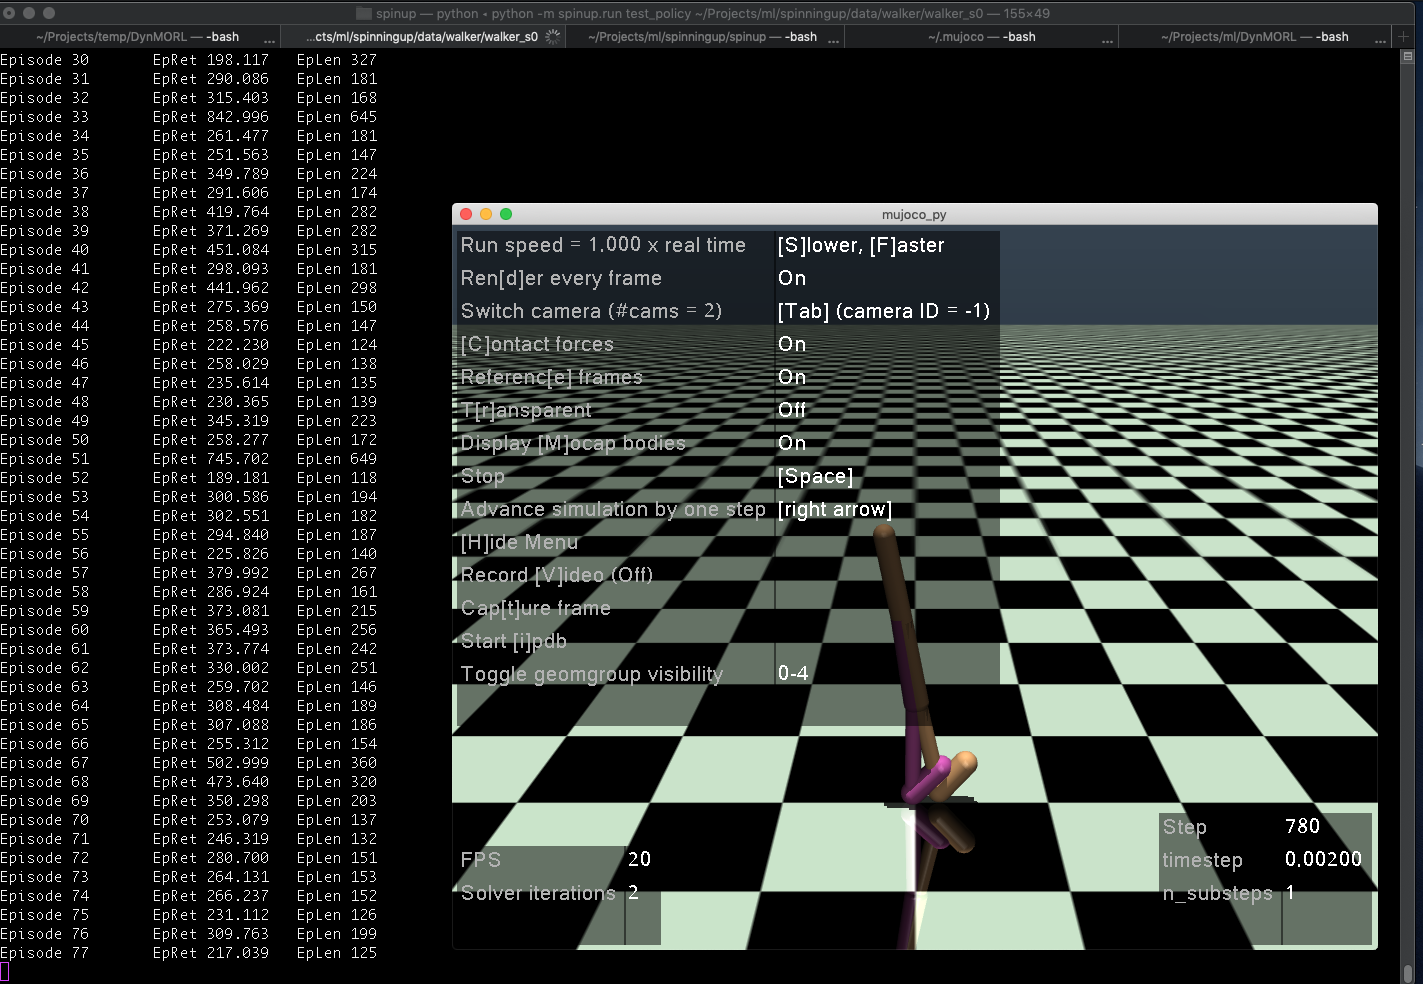 spinup — python • python -m spinup.run test_policy ~/Projects/ml/spinningup/data/walker/walker_s0 — 155×49
~/Projects/temp/DynMORL — -bash ... ...cts/ml/spinningup/data/walker/walker_s0 ~/Projects/ml/spinningup/spinup — -bash ... ~/.mujoco — -bash ... ~/Projects/ml/DynMORL — -bash ... +
Episode 30 EpRet 198.117 EpLen 327
Episode 31 EpRet 290.086 EpLen 181
Episode 32 EpRet 315.403 EpLen 168
Episode 33 EpRet 842.996 EpLen 645
Episode 34 EpRet 261.477 EpLen 181
Episode 35 EpRet 251.563 EpLen 147
Episode 36 EpRet 349.789 EpLen 224
Episode 37 EpRet 291.606 EpLen 174
Episode 38 EpRet 419.764 EpLen 282
Episode 39 EpRet 371.269 EpLen 282
Episode 40 EpRet 451.084 EpLen 315
Episode 41 EpRet 298.093 EpLen 181
Episode 42 EpRet 441.962 EpLen 298
Episode 43 EpRet 275.369 EpLen 150
Episode 44 EpRet 258.576 EpLen 147
Episode 45 EpRet 222.230 EpLen 124
Episode 46 EpRet 258.029 EpLen 138
Episode 47 EpRet 235.614 EpLen 135
Episode 48 EpRet 230.365 EpLen 139
Episode 49 EpRet 345.319 EpLen 223
Episode 50 EpRet 258.277 EpLen 172
Episode 51 EpRet 745.702 EpLen 649
Episode 52 EpRet 189.181 EpLen 118
Episode 53 EpRet 300.586 EpLen 194
Episode 54 EpRet 302.551 EpLen 182
Episode 55 EpRet 294.840 EpLen 187
Episode 56 EpRet 225.826 EpLen 140
Episode 57 EpRet 379.992 EpLen 267
Episode 58 EpRet 286.924 EpLen 161
Episode 59 EpRet 373.081 EpLen 215
Episode 60 EpRet 365.493 EpLen 256
Episode 61 EpRet 373.774 EpLen 242
Episode 62 EpRet 330.002 EpLen 251
Episode 63 EpRet 259.702 EpLen 146
Episode 64 EpRet 308.484 EpLen 189
Episode 65 EpRet 307.088 EpLen 186
Episode 66 EpRet 255.312 EpLen 154
Episode 67 EpRet 502.999 EpLen 360
Episode 68 EpRet 473.640 EpLen 320
Episode 69 EpRet 350.298 EpLen 203
Episode 70 EpRet 253.079 EpLen 137
Episode 71 EpRet 246.319 EpLen 132
Episode 72 EpRet 280.700 EpLen 151
Episode 73 EpRet 264.131 EpLen 153
Episode 74 EpRet 266.237 EpLen 152
Episode 75 EpRet 231.112 EpLen 126
Episode 76 EpRet 309.763 EpLen 199
Episode 77 EpRet 217.039 EpLen 125
mujoco_py
Run speed = 1.000 x real time [S]lower, [F]aster
Ren[d]er every frame On
Switch camera (#cams = 2) [Tab] (camera ID = -1)
[C]ontact forces On
Referenc[e] frames On
T[r]ansparent Off
Display [M]ocap bodies On
Stop [Space]
Advance simulation by one step [right arrow]
[H]ide Menu
Record [V]ideo (Off)
Cap[t]ure frame
Start [i]pdb
Toggle geomgroup visibility 0-4
FPS 20
Solver iterations 2
Step 780
timestep 0.00200
n_substeps 1